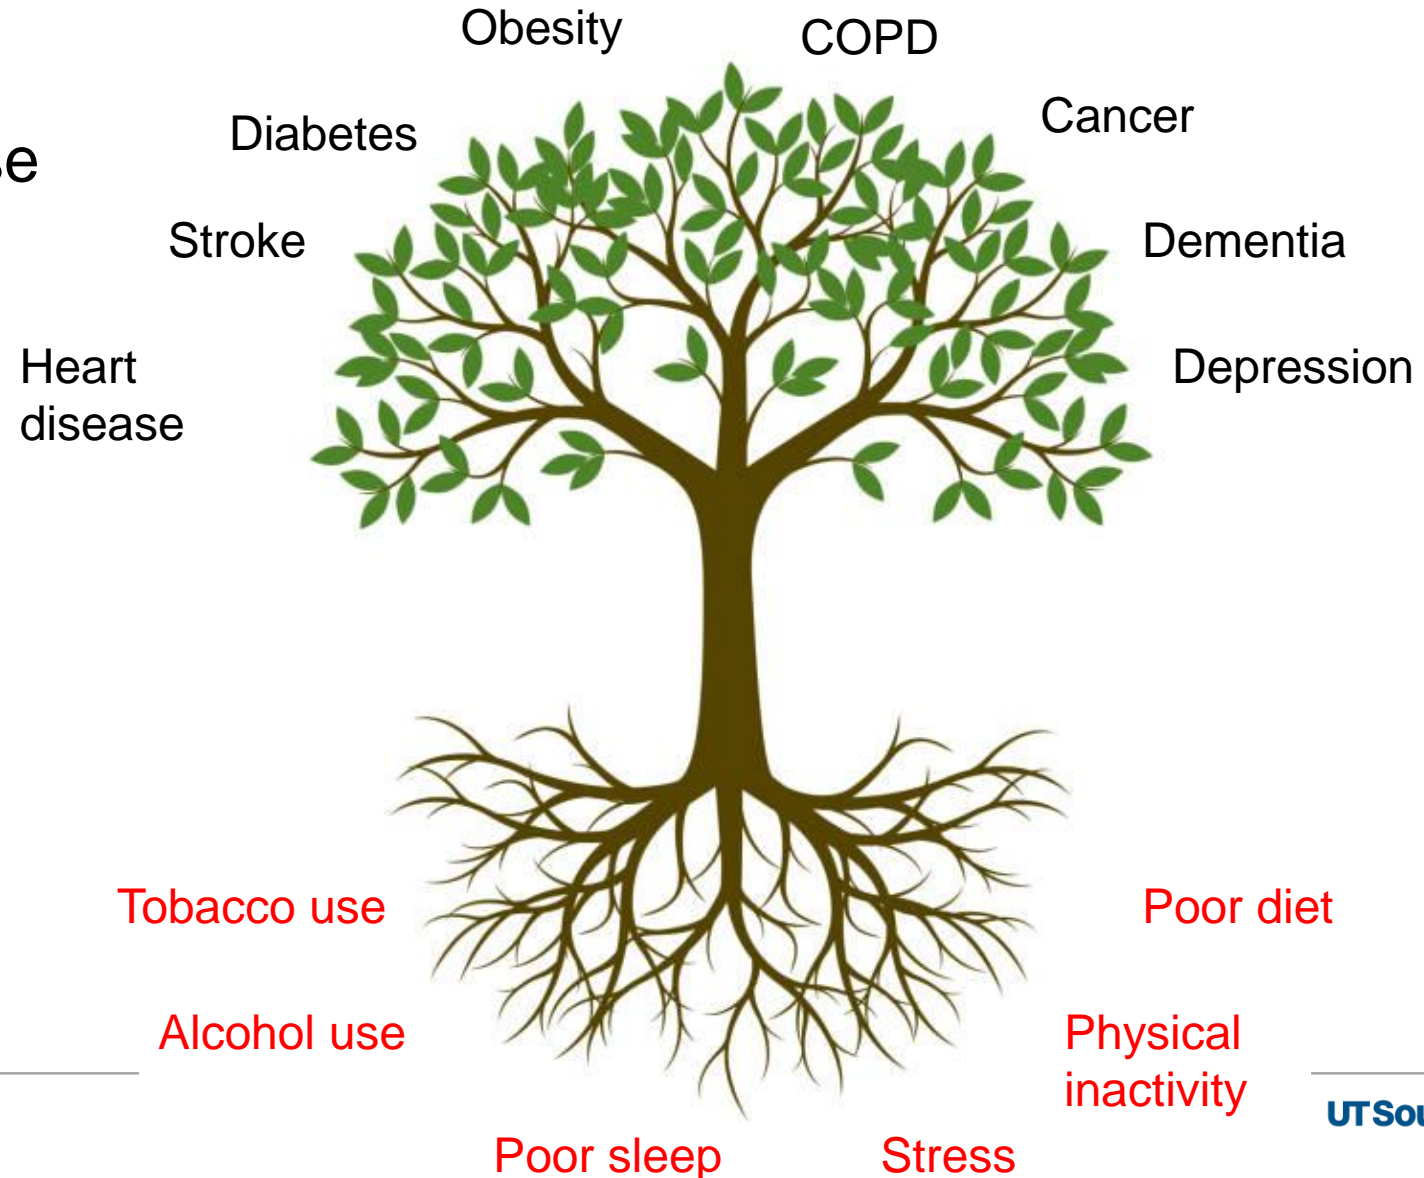 Obesity
COPD
Diabetes
Cancer
Stroke
Dementia
Heart
disease
Depression
Tobacco use
Poor diet
Alcohol use
Physical
inactivity
Poor sleep
Stress